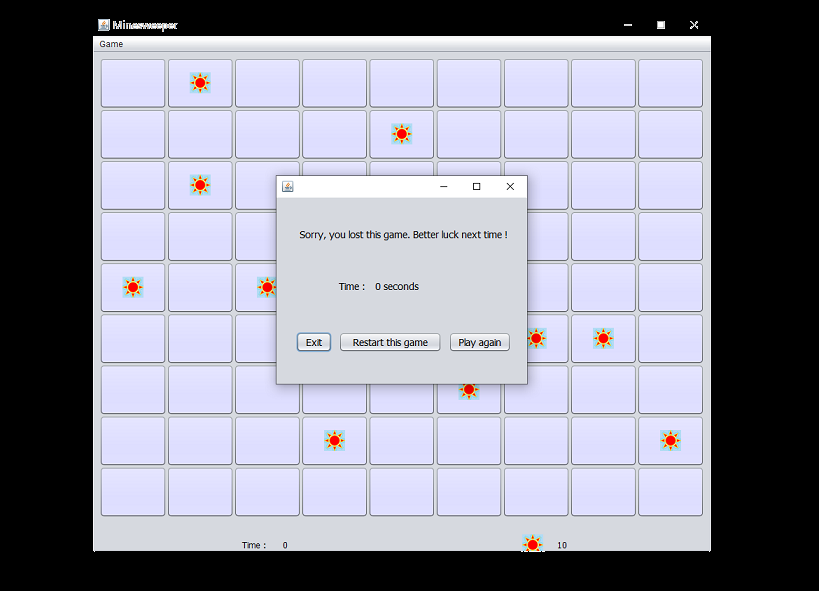 Minesweeper
Game
Sorry, you lost this game. Better luck next time !
Time : 0 seconds
Exit Restart this game Play again
Time : 0 10